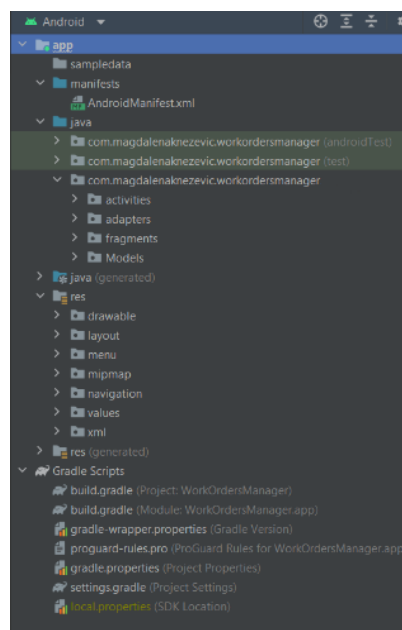 Android
app
sampledata
manifests
AndroidManifest.xml
java
com.magdalenaknezevic.workordersmanager (androidTest)
com.magdalenaknezevic.workordersmanager (test)
com.magdalenaknezevic.workordersmanager
activities
adapters
fragments
Models
java (generated)
res
drawable
layout
menu
mipmap
navigation
values
xml
res (generated)
Gradle Scripts
build.gradle (Project: WorkOrdersManager)
build.gradle (Module: WorkOrdersManager.app)
gradle-wrapper.properties (Gradle Version)
proguard-rules.pro (ProGuard Rules for WorkOrdersManager.app
gradle.properties (Project Properties)
settings.gradle (Project Settings)
local.properties (SDK Location)